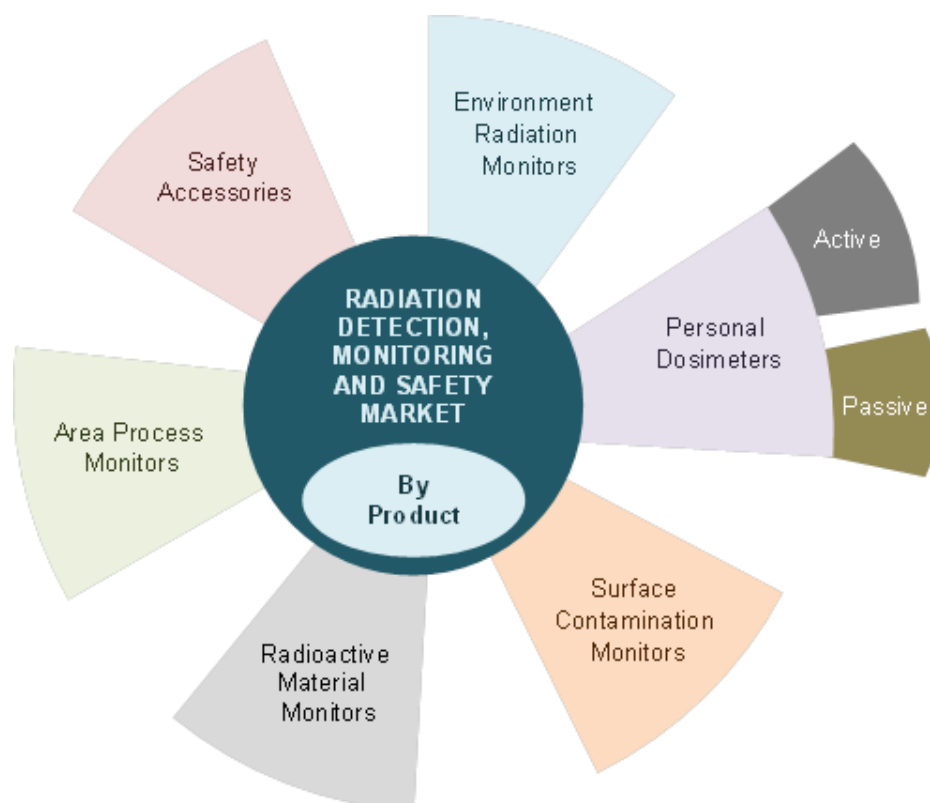 RADIATION
DETECTION,
MONITORING
AND SAFETY
MARKET
By
Product
Environment
Radiation
Monitors
Personal
Dosimeters
Active
Passive
Surface
Contamination
Monitors
Radioactive
Material
Monitors
Area Process
Monitors
Safety
Accessories